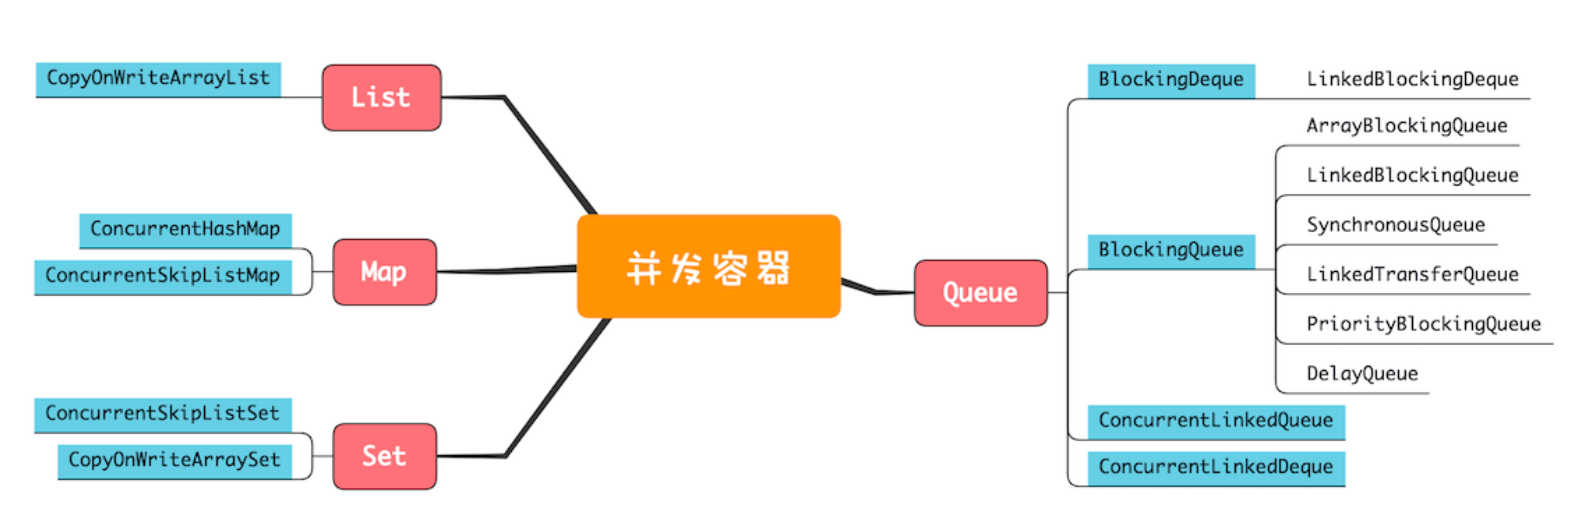 并发容器
List
CopyOnWriteArrayList
Map
ConcurrentHashMap
ConcurrentSkipListMap
Set
ConcurrentSkipListSet
CopyOnWriteArraySet
Queue
BlockingDeque
LinkedBlockingDeque
BlockingQueue
ArrayBlockingQueue
LinkedBlockingQueue
SynchronousQueue
LinkedTransferQueue
PriorityBlockingQueue
DelayQueue
ConcurrentLinkedQueue
ConcurrentLinkedDeque